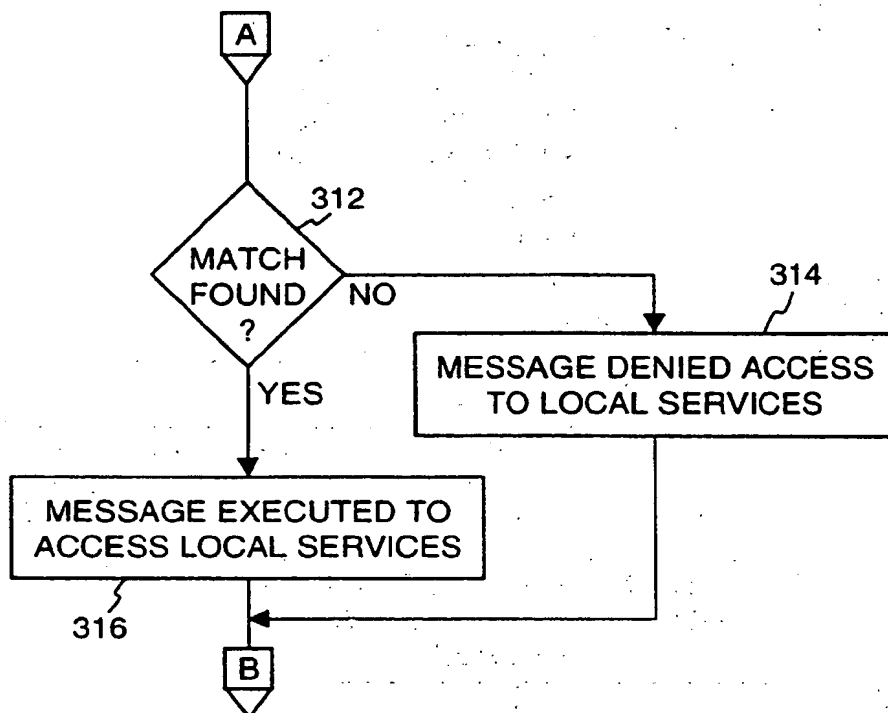 A
312
MATCH
FOUND
?
NO
YES
314
MESSAGE DENIED ACCESS
TO LOCAL SERVICES
MESSAGE EXECUTED TO
ACCESS LOCAL SERVICES
316
B